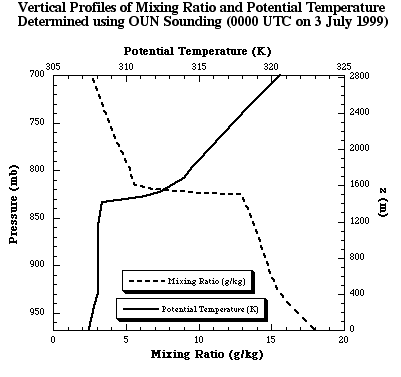 Vertical Profiles of Mixing Ratio and Potential Temperature
Determined using OUN Sounding (0000 UTC on 3 July 1999)
Potential Temperature (K)
305 310 315 320 325
700
750
800
850
900
950
Pressure (mb)
2800
2400
2000
1600
1200
800
400
0
z (m)
Mixing Ratio (g/kg)
Potential Temperature (K)
0 5 10 15 20
Mixing Ratio (g/kg)